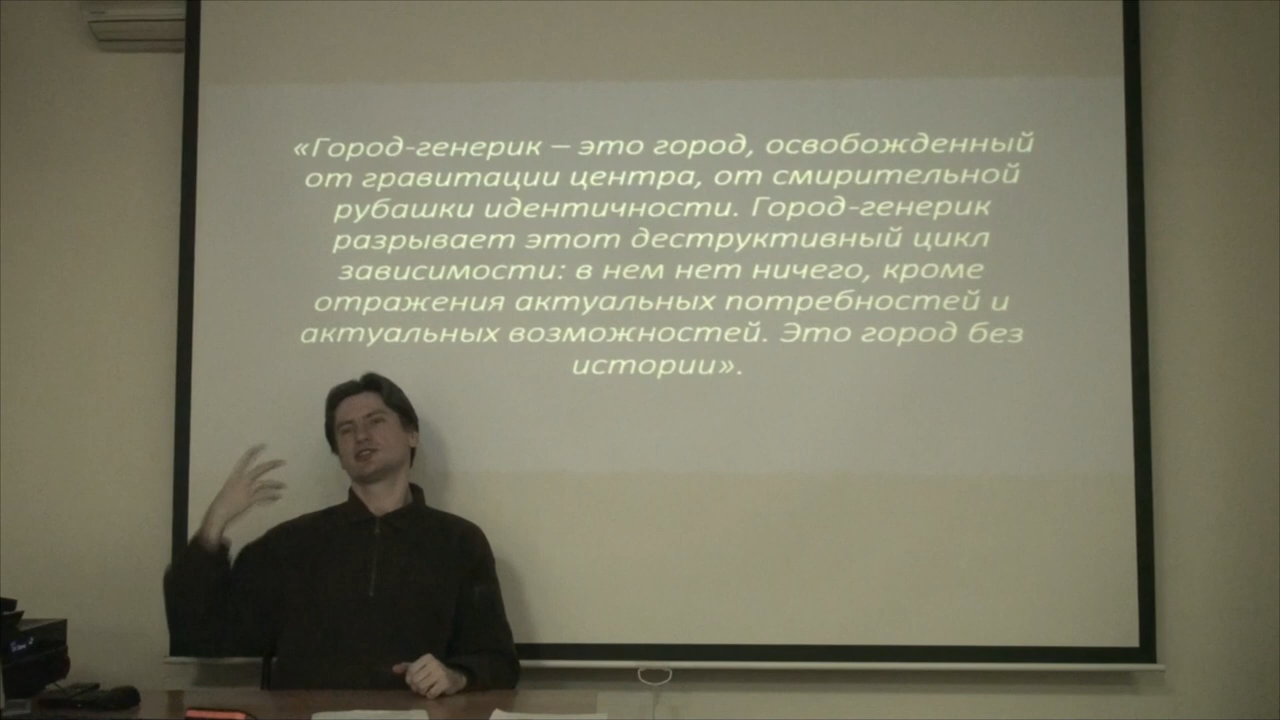 «Город-генерик – это город, освобожденный
от гравитации центра, от смирительной
рубашки идентичности. Город-генерик
разрывает этот деструктивный цикл
зависимости: в нем нет ничего, кроме
отражения актуальных потребностей и
актуальных возможностей. Это город без
истории».